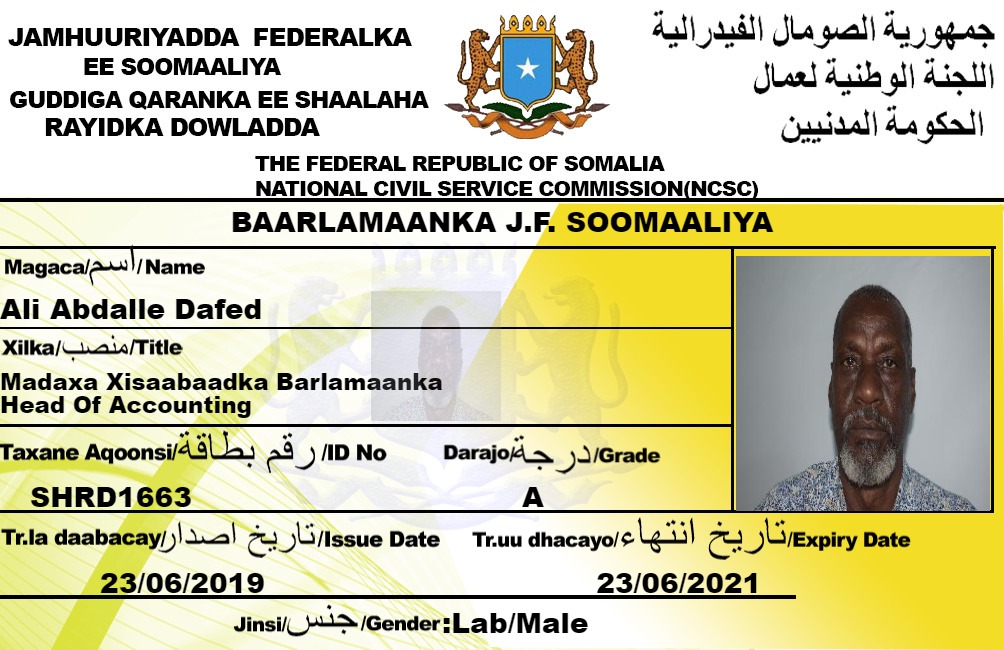 JAMHUURIYADDA FEDERALKA
EE SOOMAALIYA
GUDDIGA QARANKA EE SHAALAHA
RAYIDKA DOWLADDA
جمهورية الصومال الفيدرالية
اللجنة الوطنية لعمال
الحكومة المدنيين
THE FEDERAL REPUBLIC OF SOMALIA
NATIONAL CIVIL SERVICE COMMISSION(NCSC)
BAARLAMAANKA J.F. SOOMAALIYA
Magaca/اسم/Name
Ali Abdalle Dafed
Xilka/منصب/Title
Madaxa Xisaabaadka Barlamaanka
Head Of Accounting
Taxane Aqoonsi/رقم بطاقة/ID No
SHRD1663
Darajo/درجة/Grade
A
Tr.la daabacay/تاريخ اصدار/Issue Date
23/06/2019
Tr.uu dhacayo/تاريخ انتهاء/Expiry Date
23/06/2021
Jinsi/جنس/Gender:Lab/Male